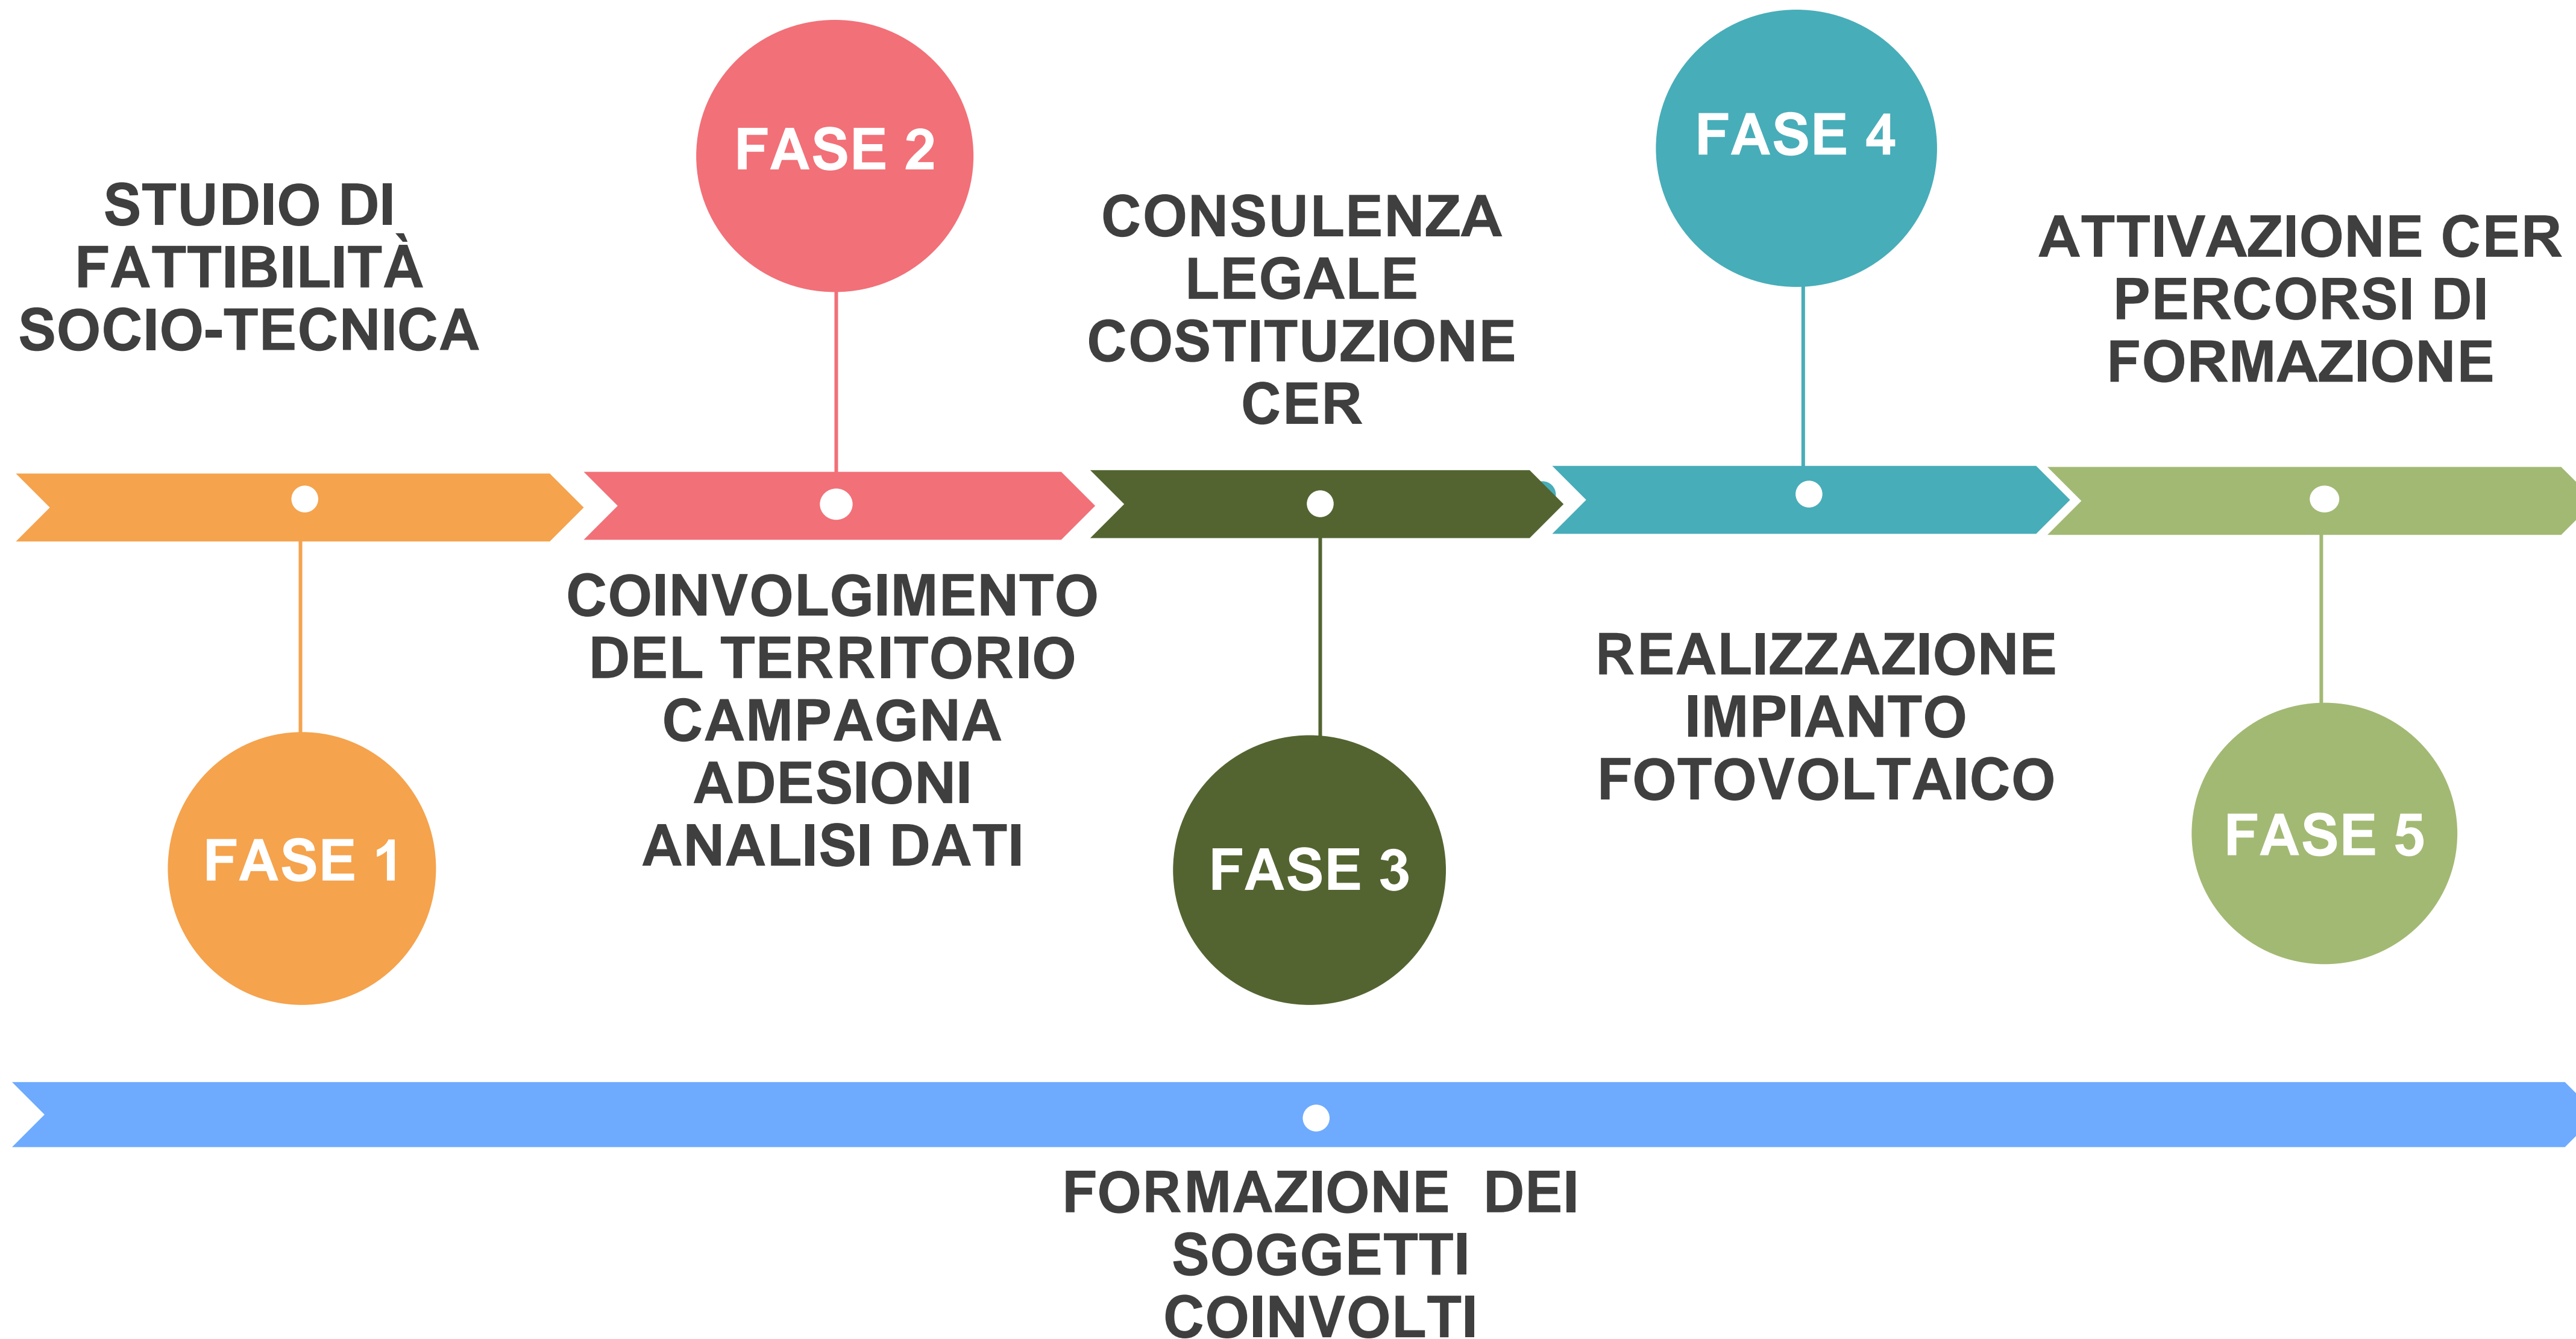 STUDIO DI
FATTIBILITÀ
SOCIO-TECNICA
FASE 1
FASE 2
COINVOLGIMENTO
DEL TERRITORIO
CAMPAGNA
ADESIONI
ANALISI DATI
CONSULENZA
LEGALE
COSTITUZIONE
CER
FASE 3
FASE 4
REALIZZAZIONE
IMPIANTO
FOTOVOLTAICO
ATTIVAZIONE CER
PERCORSI DI
FORMAZIONE
FASE 5
FORMAZIONE DEI
SOGGETTI
COINVOLTI